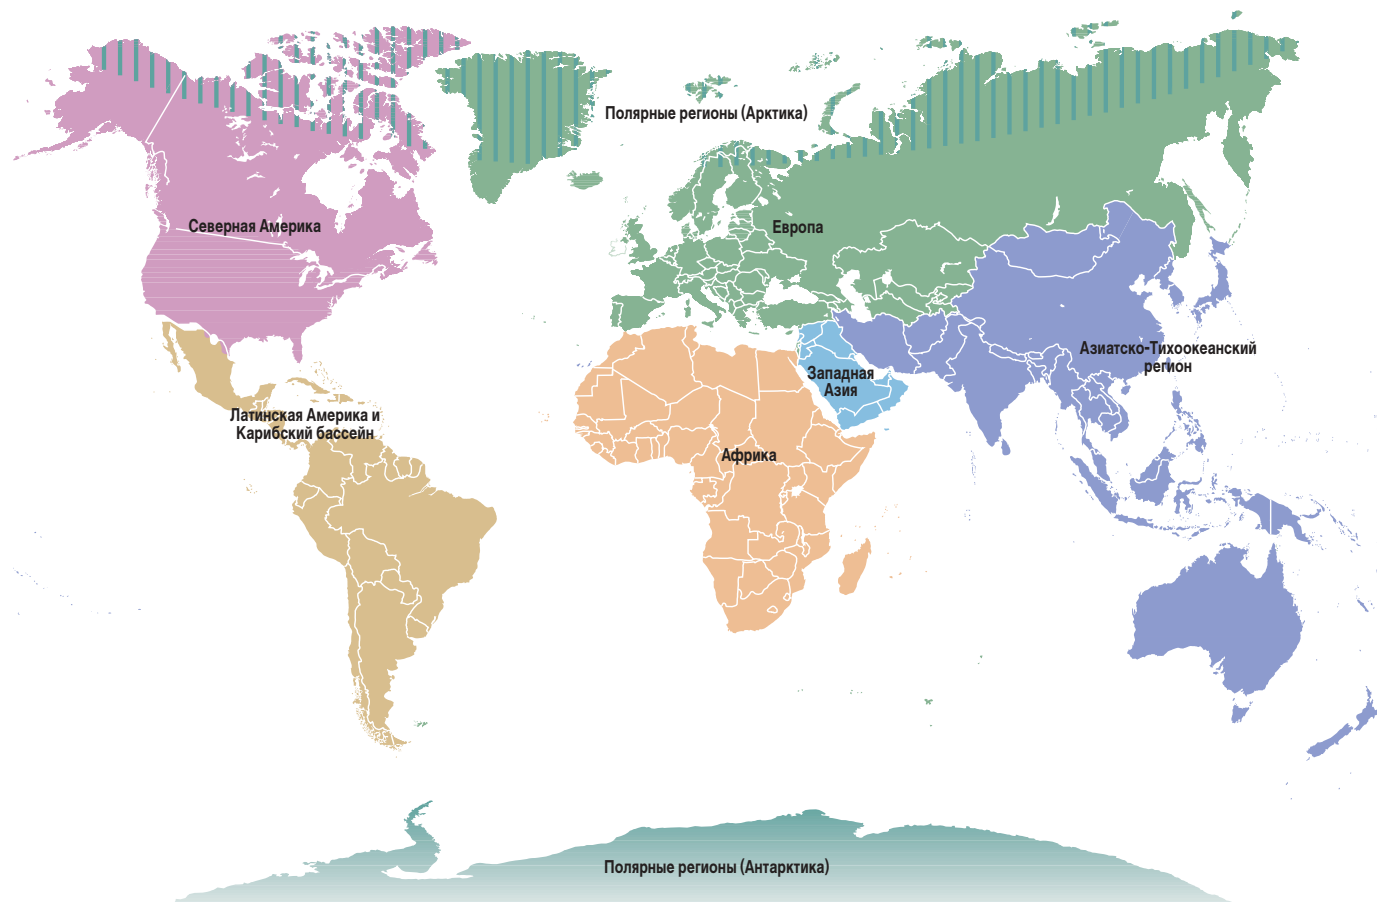 Полярные регионы (Арктика)
Северная Америка
Европа
Азиатско-Тихоокеанский
регион
Западная
Азия
Латинская Америка и
Карибский бассейн
Африка
Полярные регионы (Антарктика)